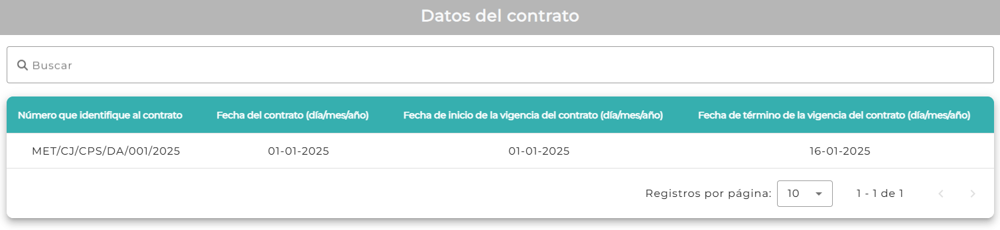 Datos del contrato
Buscar
Número que identifique al contrato Fecha del contrato (día/mes/año) Fecha de inicio de la vigencia del contrato (día/mes/año) Fecha de término de la vigencia del contrato (día/mes/año)
MET/CJ/CPS/DA/001/2025 01-01-2025 01-01-2025 16-01-2025
Registros por página: 10 1 - 1 de 1